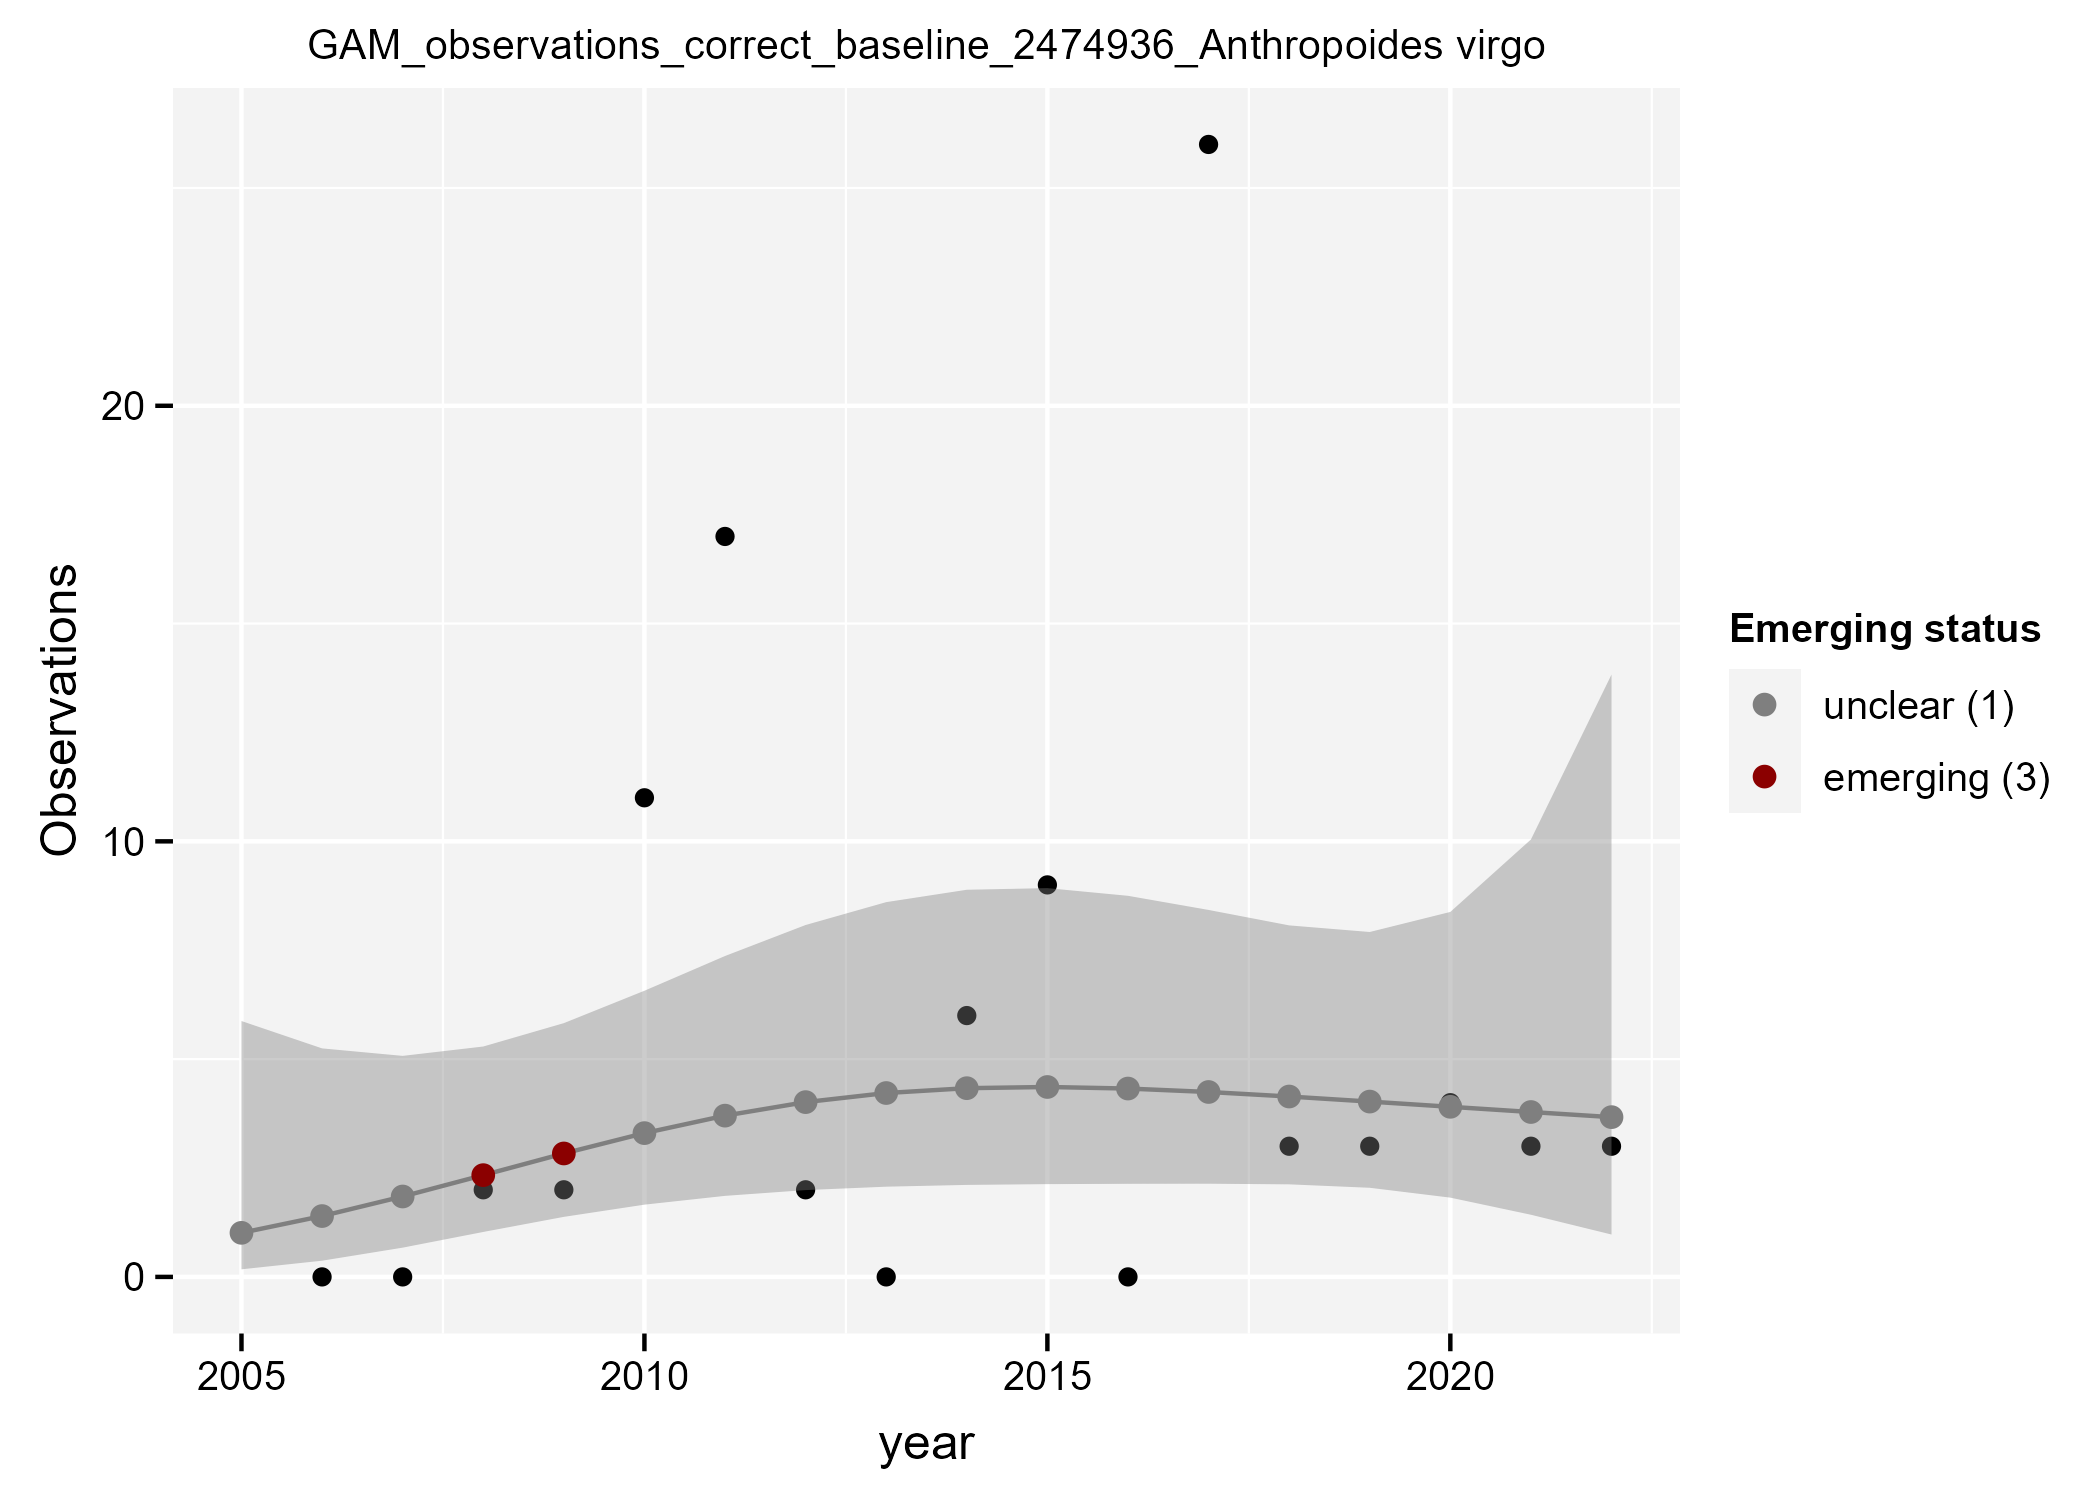 GAM_observations_correct_baseline_2474936_Anthropoides virgo
Observations
20
10
0
2005
2010
2015
2020
year
Emerging status
unclear (1)
emerging (3)